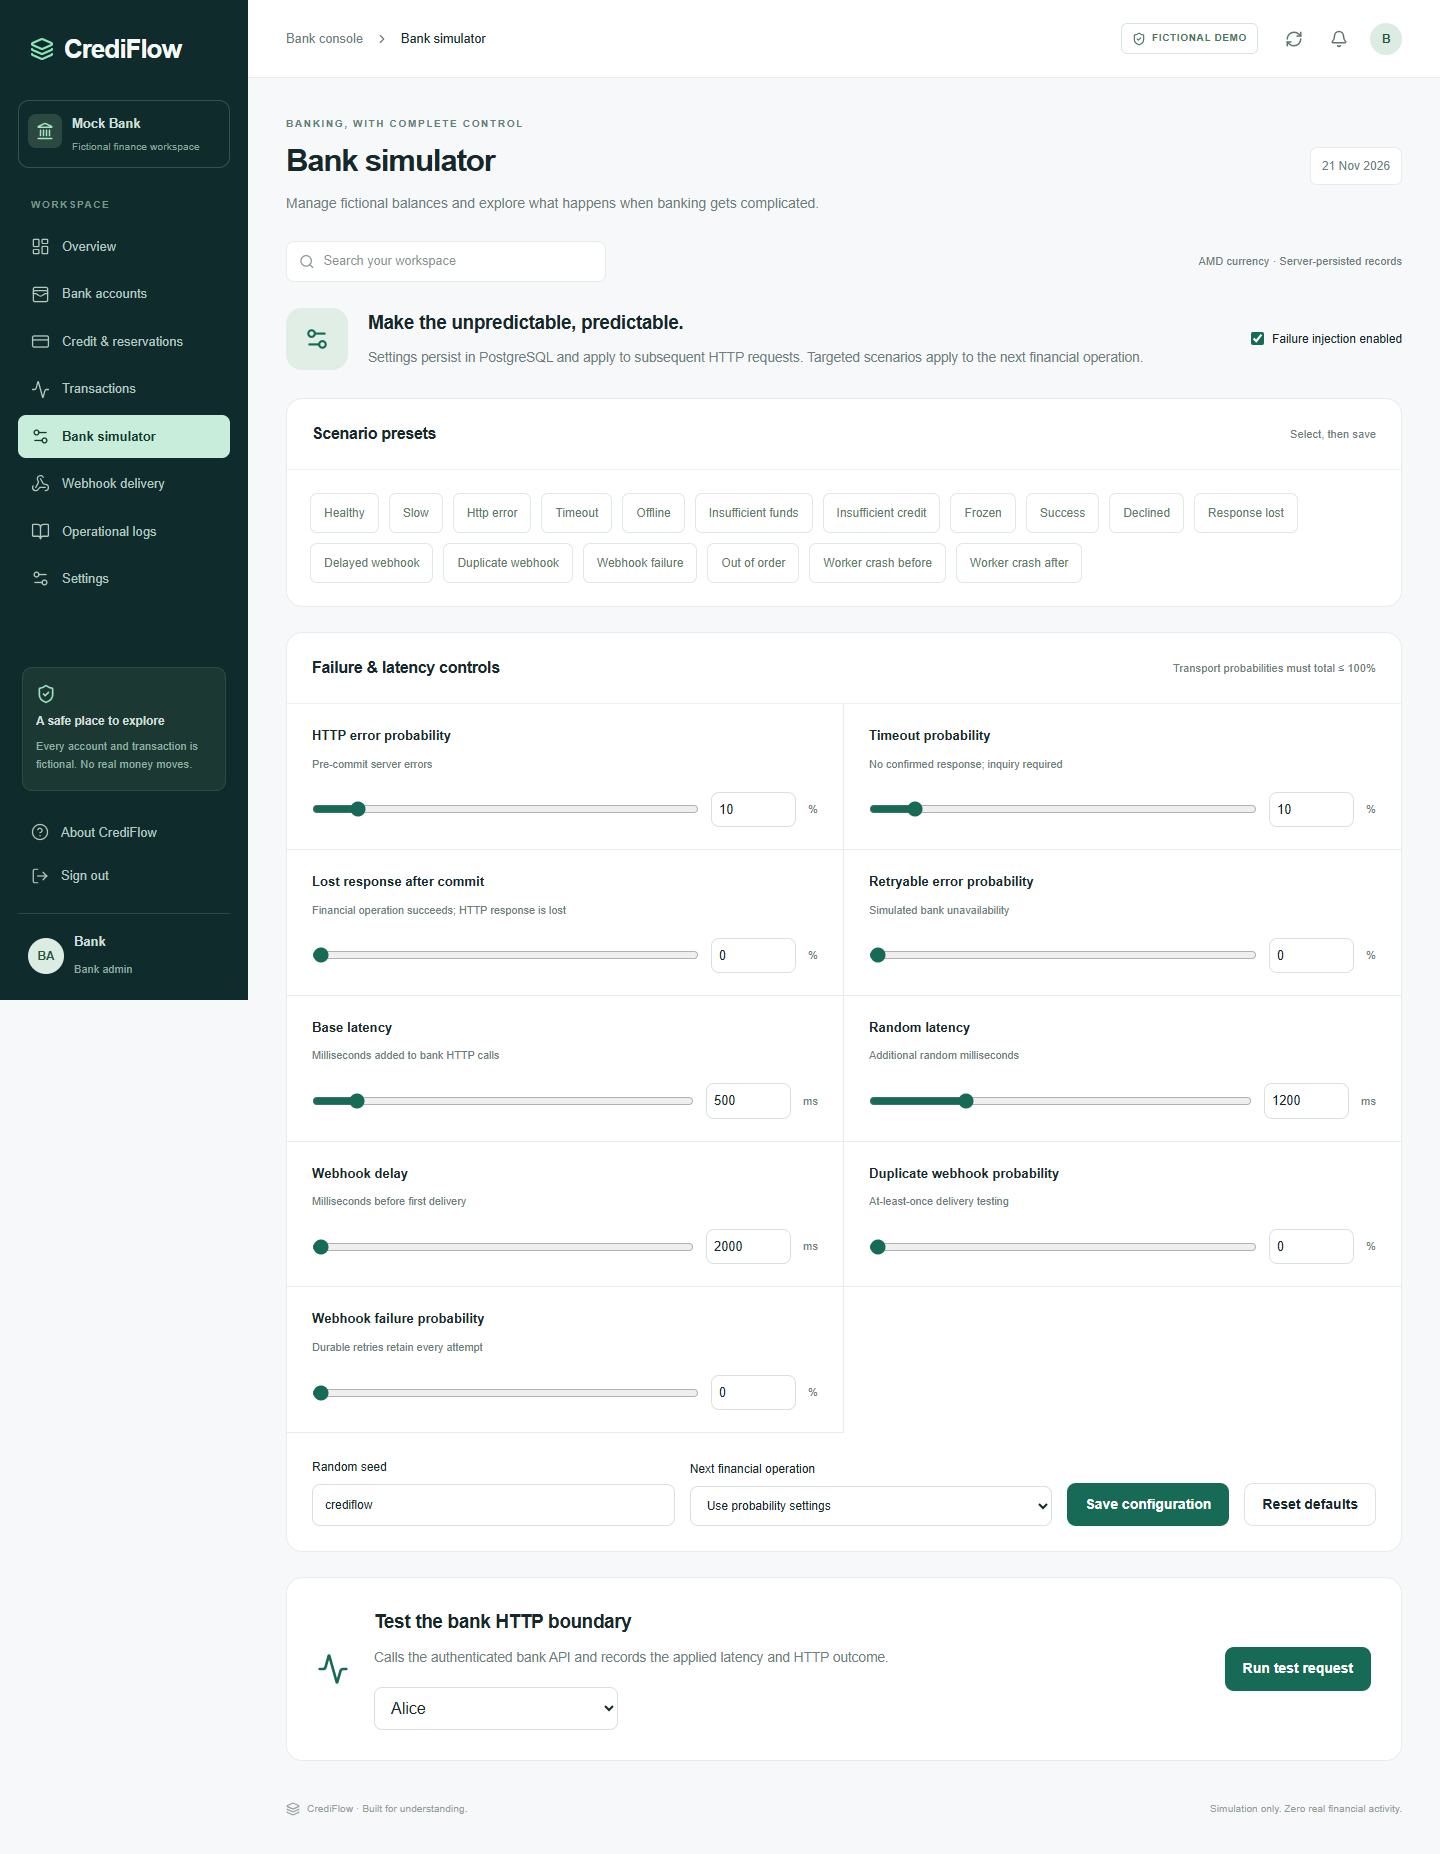 CrediFlow
Mock Bank
Fictional finance workspace
WORKSPACE
Overview
Bank accounts
Credit & reservations
Transactions
Bank simulator
Webhook delivery
Operational logs
Settings
A safe place to explore
Every account and transaction is
fictional. No real money moves.
About CrediFlow
Sign out
BA
Bank
Bank admin
Bank console > Bank simulator
FICTIONAL DEMO
B
BANKING, WITH COMPLETE CONTROL
Bank simulator
21 Nov 2026
Manage fictional balances and explore what happens when banking gets complicated.
Search your workspace
AMD currency · Server-persisted records
Make the unpredictable, predictable.
Settings persist in PostgreSQL and apply to subsequent HTTP requests. Targeted scenarios apply to the next financial operation.
Failure injection enabled
Scenario presets
Select, then save
Healthy Slow Http error Timeout Offline Insufficient funds Insufficient credit Frozen Success Declined Response lost
Delayed webhook Duplicate webhook Webhook failure Out of order Worker crash before Worker crash after
Failure & latency controls
Transport probabilities must total ≤ 100%
HTTP error probability
Pre-commit server errors
10 %
Timeout probability
No confirmed response; inquiry required
10 %
Lost response after commit
Financial operation succeeds; HTTP response is lost
0 %
Retryable error probability
Simulated bank unavailability
0 %
Base latency
Milliseconds added to bank HTTP calls
500 ms
Random latency
Additional random milliseconds
1200 ms
Webhook delay
Milliseconds before first delivery
2000 ms
Duplicate webhook probability
At-least-once delivery testing
0 %
Webhook failure probability
Durable retries retain every attempt
0 %
Random seed
crediflow
Next financial operation
Use probability settings
Save configuration
Reset defaults
Test the bank HTTP boundary
Calls the authenticated bank API and records the applied latency and HTTP outcome.
Alice
Run test request
CrediFlow · Built for understanding.
Simulation only. Zero real financial activity.